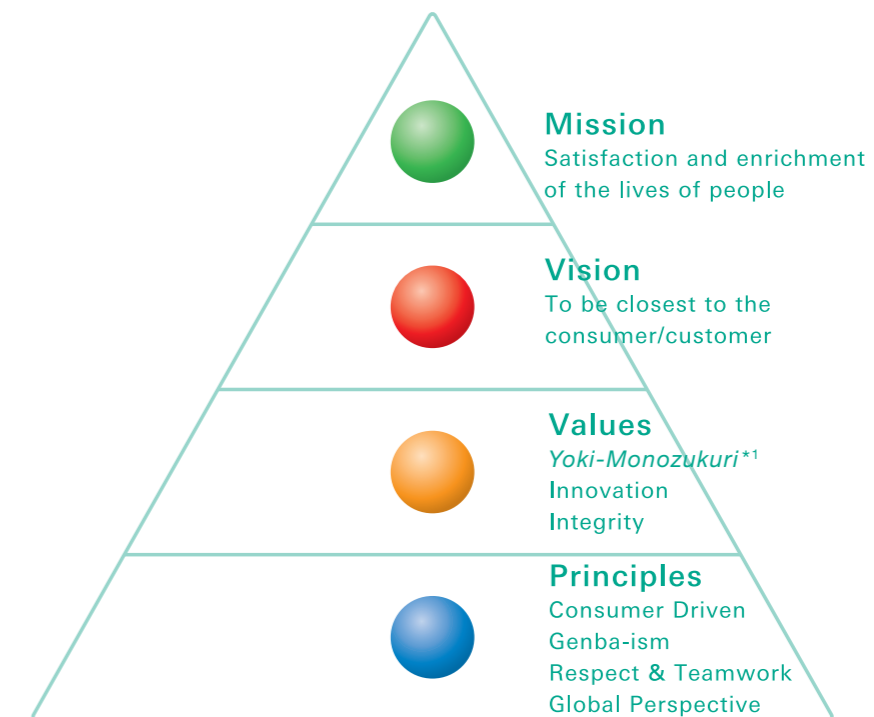 Mission
Satisfaction and enrichment
of the lives of people
Vision
To be closest to the
consumer/customer
Values
Yoki-Monozukuri*1
Innovation
Integrity
Principles
Consumer Driven
Genba-ism
Respect & Teamwork
Global Perspective